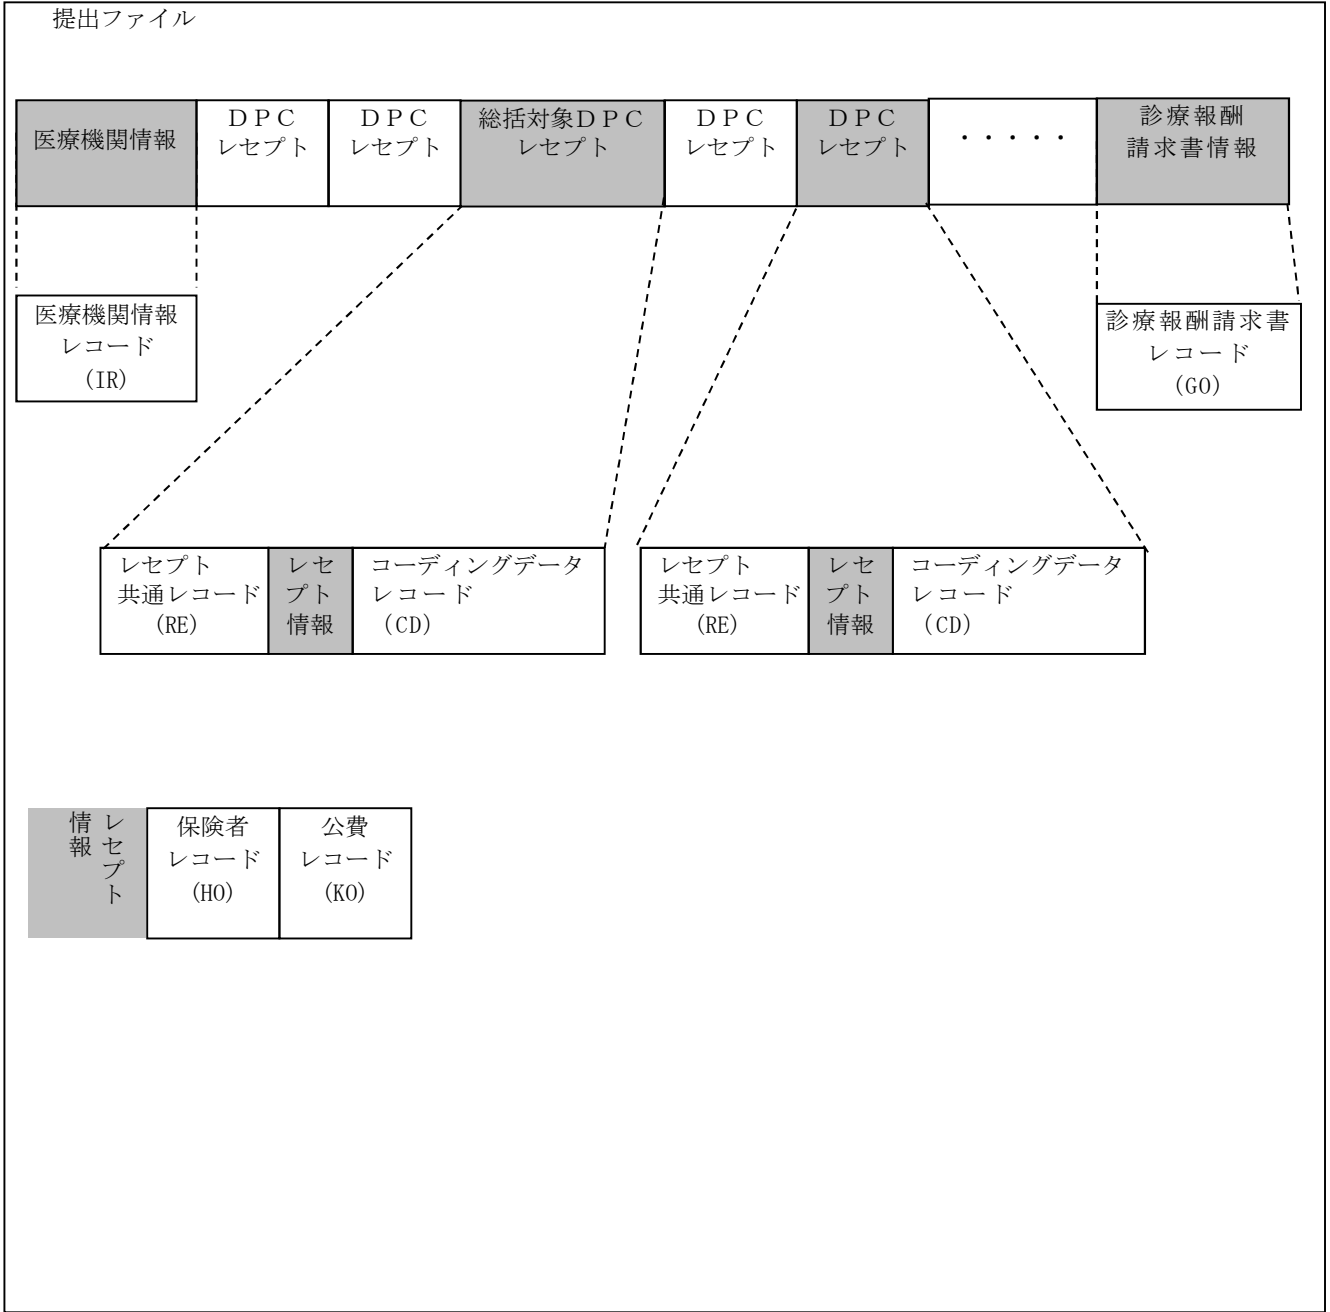 提出ファイル
医療機関情報
ＤＰＣ
レセプト
ＤＰＣ
レセプト
総括対象ＤＰＣ
レセプト
ＤＰＣ
レセプト
ＤＰＣ
レセプト
・・・・・
診療報酬
請求書情報
医療機関情報
レコード
(IR)
診療報酬請求書
レコード
(GO)
レセプト
共通レコード
(RE)
レセ
プト
情報
コーディングデータ
レコード
(CD)
レセプト
共通レコード
(RE)
レセ
プト
情報
コーディングデータ
レコード
(CD)
レセプト
情報
保険者
レコード
(HO)
公費
レコード
(KO)